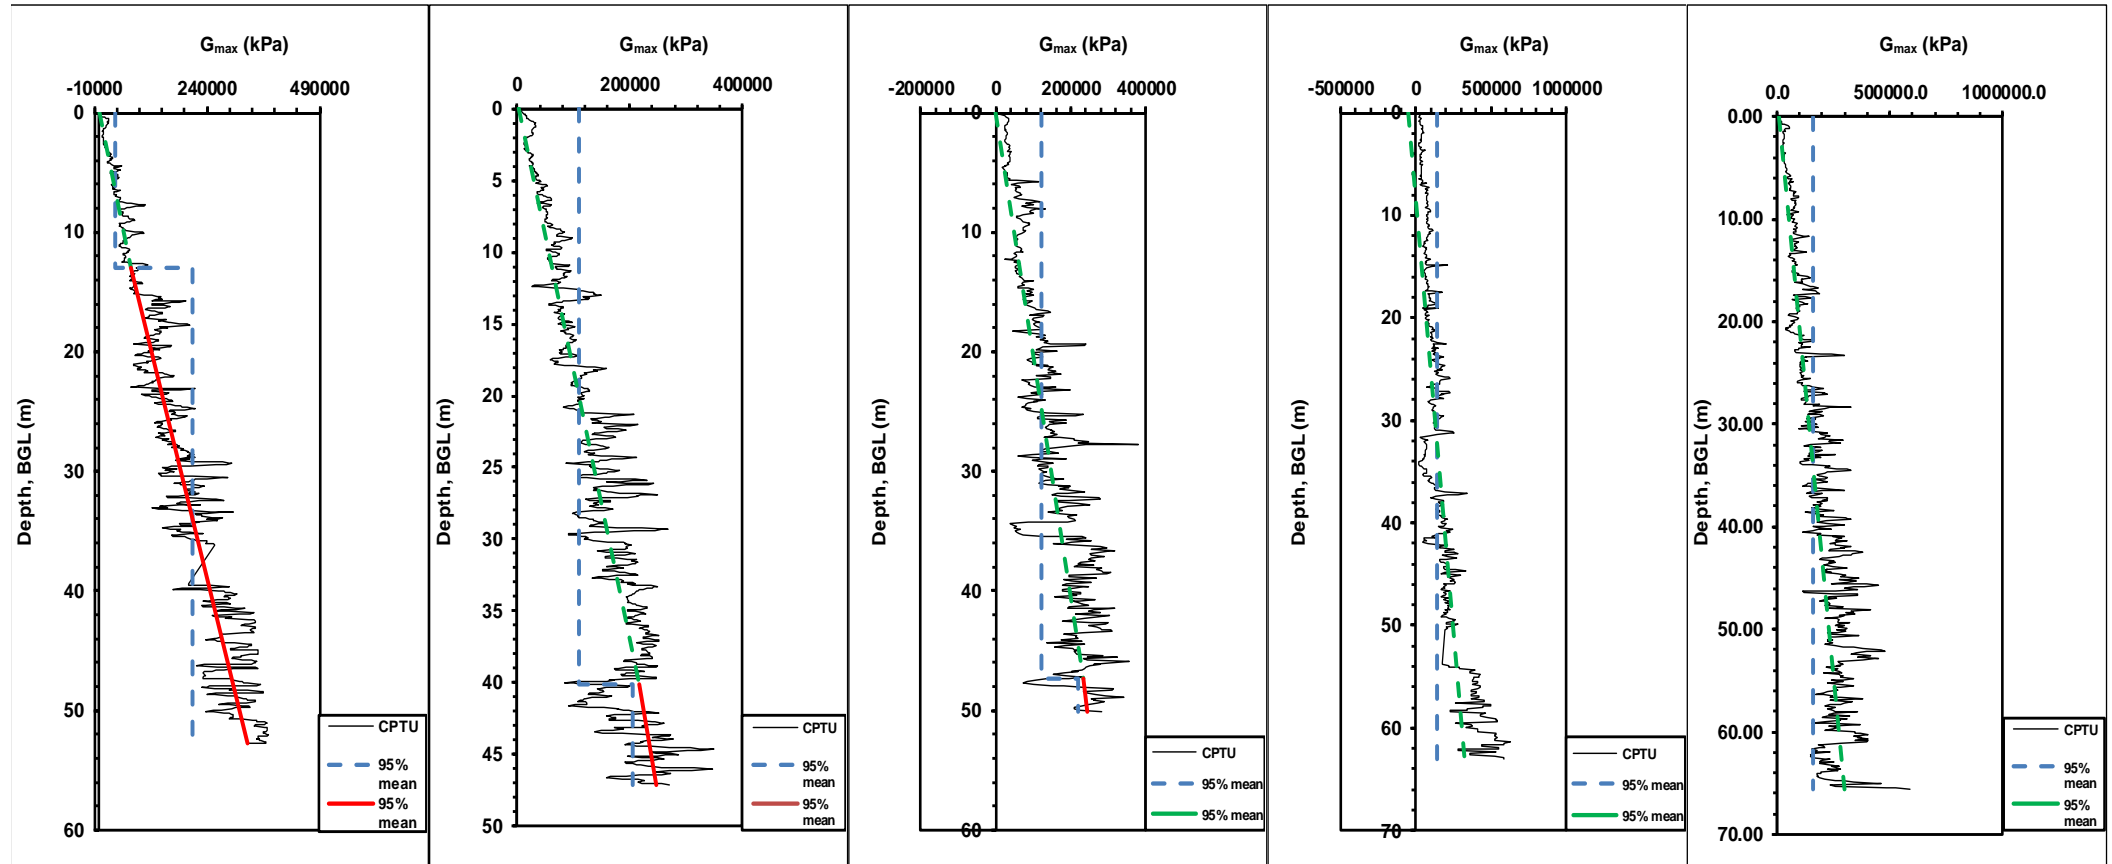 Gmax (kPa)
-10000 240000 490000
0
10
20
30
40
50
60
Depth, BGL (m)
CPTU
95%
mean
95%
mean
Gmax (kPa)
0 200000 400000
0
5
10
15
20
25
30
35
40
45
50
Depth, BGL (m)
CPTU
95%
mean
95%
mean
Gmax (kPa)
-200000 0 200000 400000
0
10
20
30
40
50
60
Depth, BGL (m)
CPTU
95% mean
95% mean
Gmax (kPa)
-500000 0 500000 1000000
0
10
20
30
40
50
60
70
Depth, BGL (m)
CPTU
95% mean
95% mean
Gmax (kPa)
0.0 500000.0 1000000.0
0.00
10.00
20.00
30.00
40.00
50.00
60.00
70.00
Depth, BGL (m)
CPTU
95%
mean
95%
mean